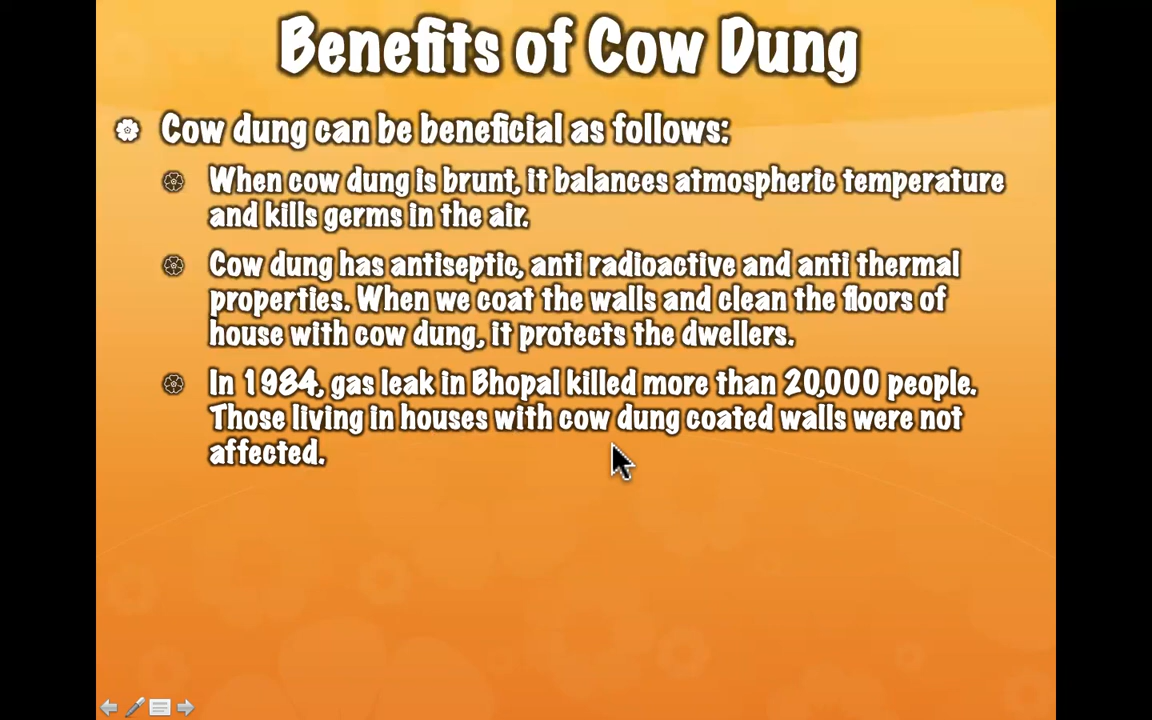 Benefits of Cow Dung
Cow dung can be beneficial as follows:
When cow dung is brunt, it balances atmospheric temperature
and kills germs in the air.
Cow dung has antiseptic, anti radioactive and anti thermal
properties. When we coat the walls and clean the floors of
house with cow dung, it protects the dwellers.
In 1984, gas leak in Bhopal killed more than 20,000 people.
Those living in houses with cow dung coated walls were not
affected.